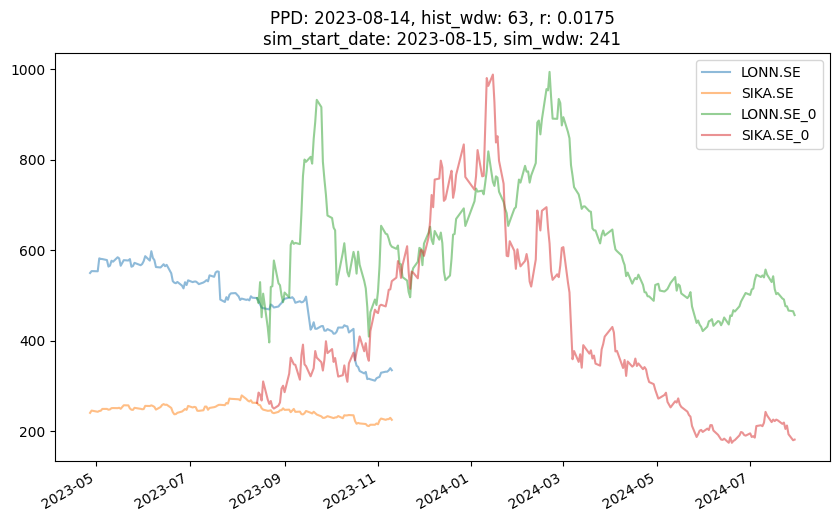 PPD: 2023-08-14, hist_wdw: 63, r: 0.0175
sim_start_date: 2023-08-15, sim_wdw: 241
1000
800
600
400
200
LONN.SE
SIKA.SE
LONN.SE_0
SIKA.SE_0
2023-05
2023-07
2023-09
2023-11
2024-01
2024-03
2024-05
2024-07